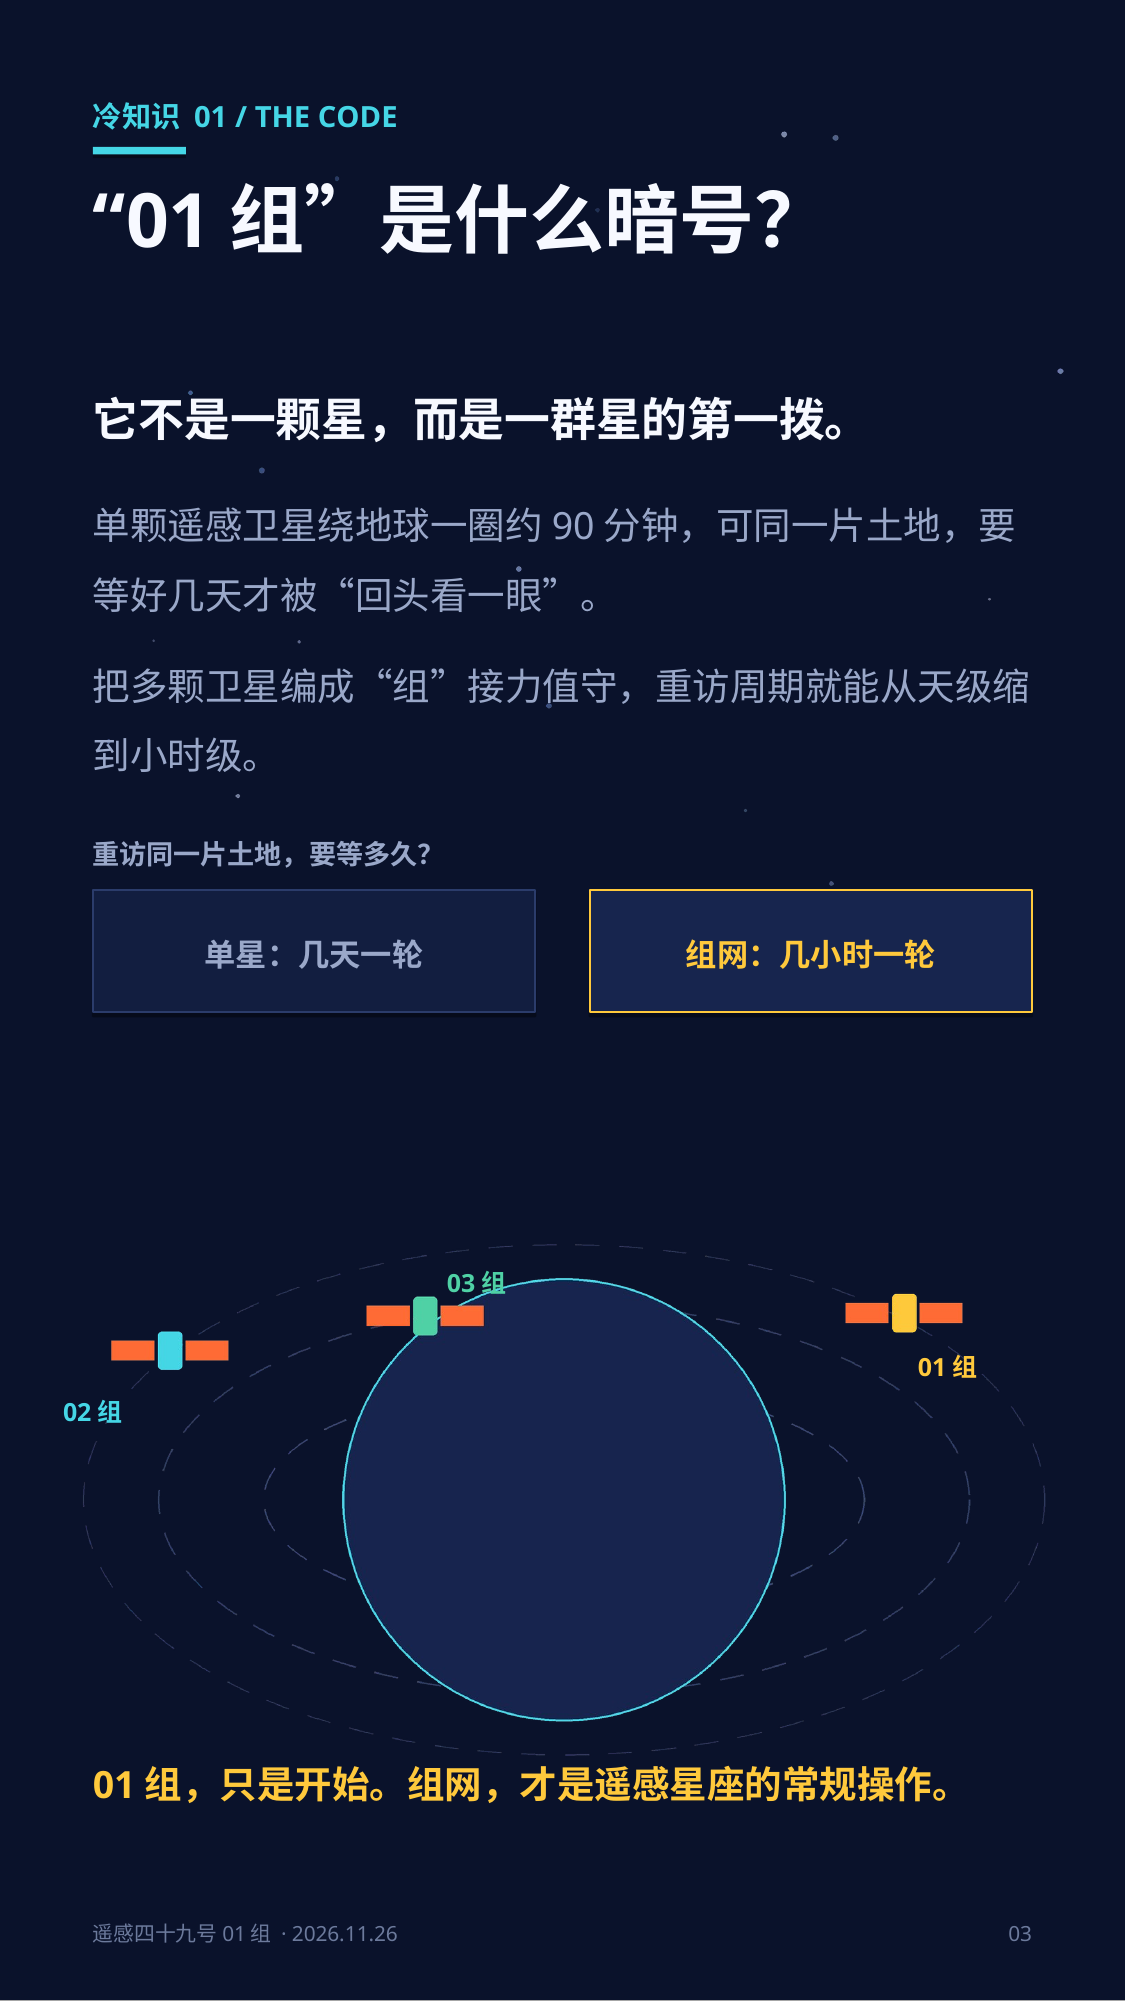 冷知识 01 / THE CODE
“01 组”是什么暗号？
它不是一颗星，而是一群星的第一拨。
单颗遥感卫星绕地球一圈约 90 分钟，可同一片土地，要
等好几天才被“回头看一眼”。
把多颗卫星编成“组”接力值守，重访周期就能从天级缩
到小时级。
重访同一片土地，要等多久？
单星：几天一轮
组网：几小时一轮
03 组
01 组
02 组
01 组，只是开始。组网，才是遥感星座的常规操作。
遥感四十九号 01 组 · 2026.11.26
03